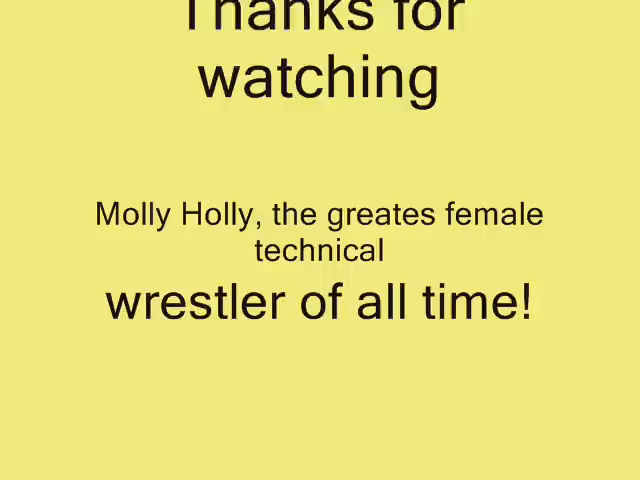 Thanks for
watching
Molly Holly, the greates female
technical
wrestler of all time!